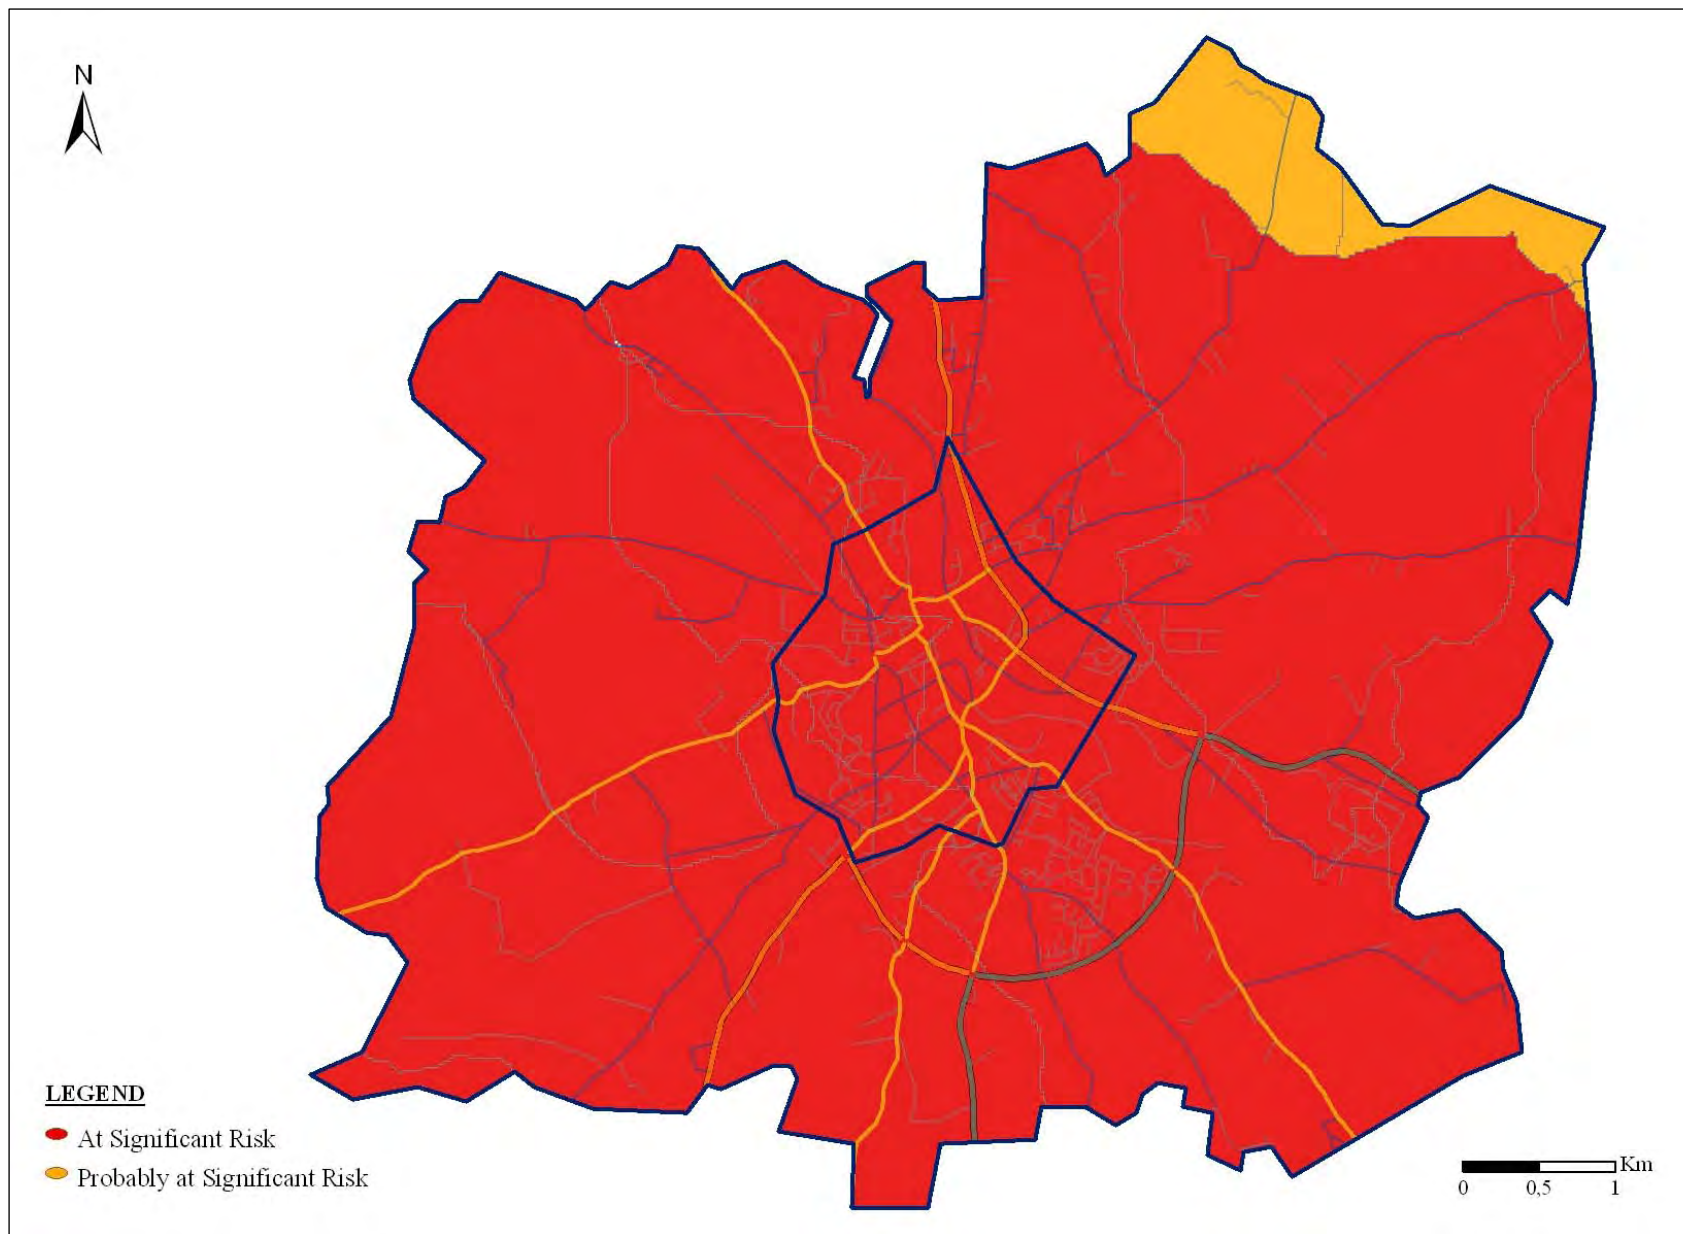 N
LEGEND
At Significant Risk
Probably at Significant Risk
Km
0 0,5 1